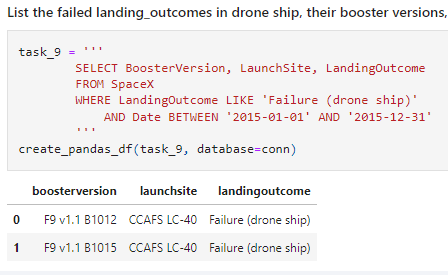 List the failed landing_outcomes in drone ship, their booster versions,
task_9 = '''
SELECT BoosterVersion, LaunchSite, LandingOutcome
FROM SpaceX
WHERE LandingOutcome LIKE 'Failure (drone ship)'
AND Date BETWEEN '2015-01-01' AND '2015-12-31'
'''
create_pandas_df(task_9, database=conn)
boosterversion launchsite landingoutcome
0 F9 v1.1 B1012 CCAFS LC-40 Failure (drone ship)
1 F9 v1.1 B1015 CCAFS LC-40 Failure (drone ship)